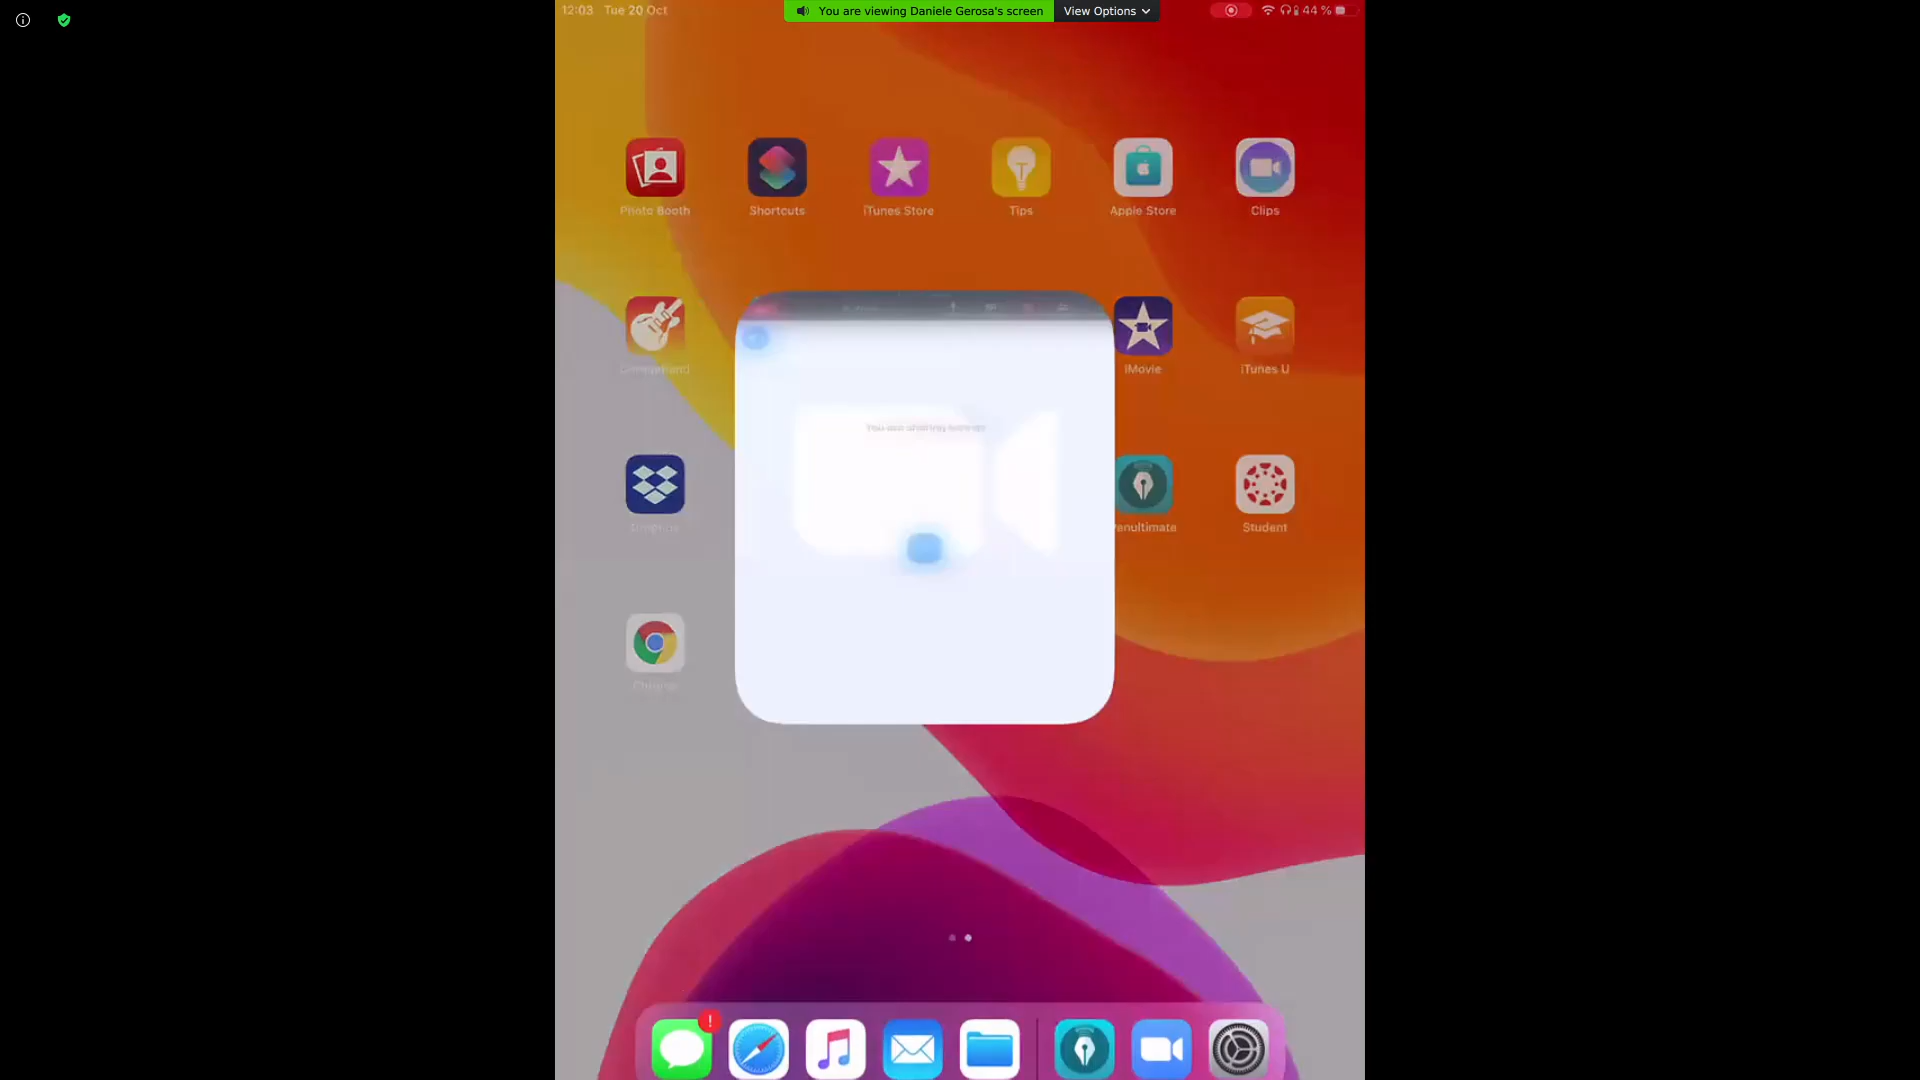 12:03 Tue 20 Oct
You are viewing Daniele Gerosa's screen
View Options
44 %
Photo Booth
Shortcuts
iTunes Store
Tips
Apple Store
Clips
iMovie
iTunes U
Student
Chrome
!